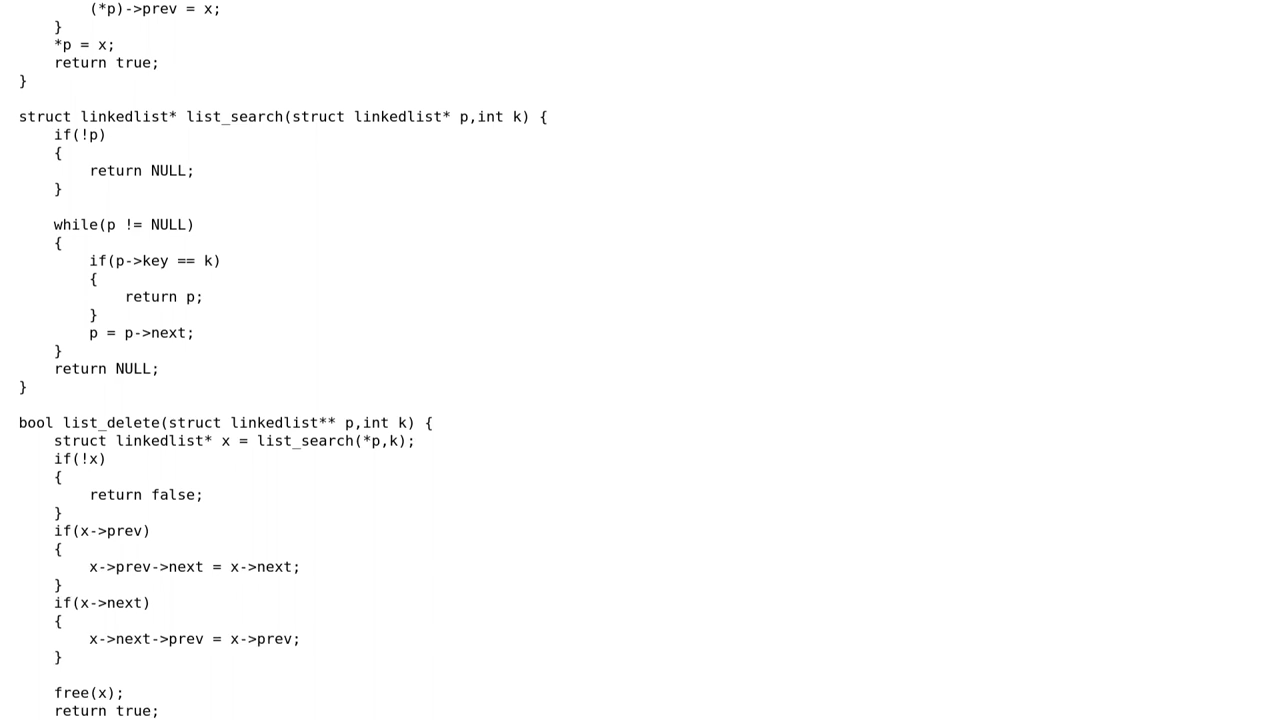 (*p)->prev = x;
    }
    *p = x;
    return true;
}

struct linkedlist* list_search(struct linkedlist* p,int k) {
    if(!p)
    {
        return NULL;
    }

    while(p != NULL)
    {
        if(p->key == k)
        {
            return p;
        }
        p = p->next;
    }
    return NULL;
}

bool list_delete(struct linkedlist** p,int k) {
    struct linkedlist* x = list_search(*p,k);
    if(!x)
    {
        return false;
    }
    if(x->prev)
    {
        x->prev->next = x->next;
    }
    if(x->next)
    {
        x->next->prev = x->prev;
    }

    free(x);
    return true;